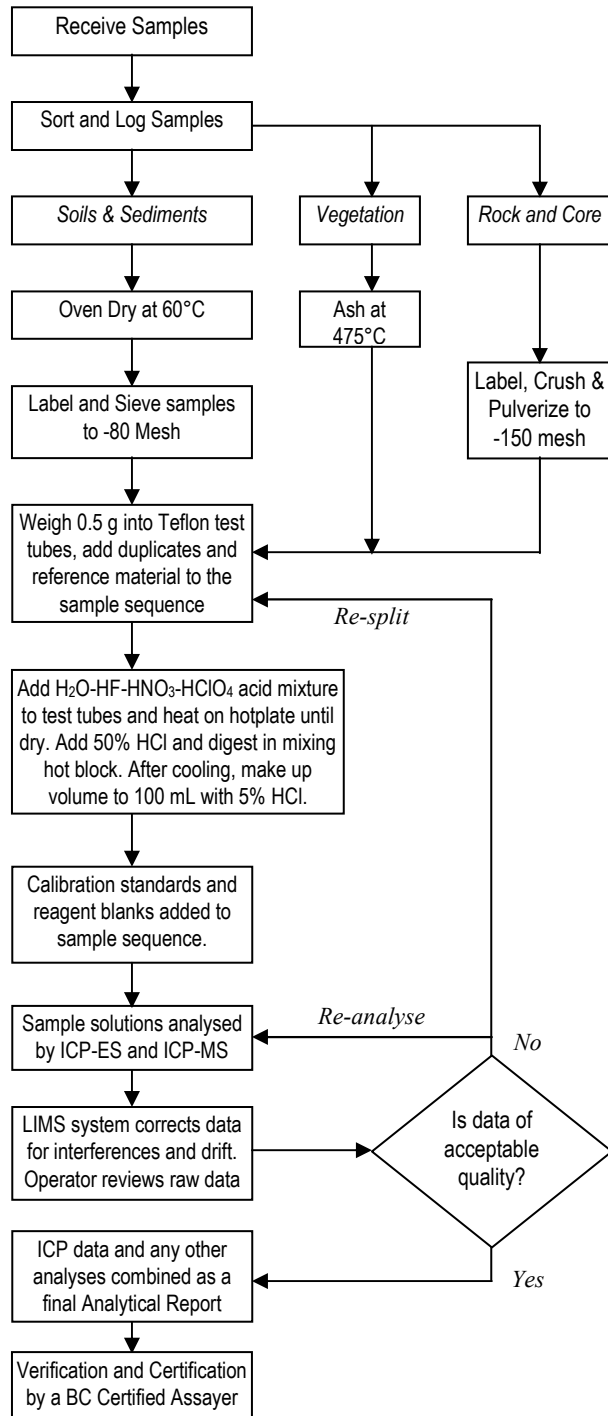 Receive Samples
Sort and Log Samples
Soils & Sediments
Vegetation
Rock and Core
Oven Dry at 60°C
Ash at
475°C
Label, Crush &
Pulverize to
-150 mesh
Label and Sieve samples
to -80 Mesh
Weigh 0.5 g into Teflon test
tubes, add duplicates and
reference material to the
sample sequence
Re-split
Add H₂O-HF-HNO₃-HClO₄ acid mixture
to test tubes and heat on hotplate until
dry. Add 50% HCl and digest in mixing
hot block. After cooling, make up
volume to 100 mL with 5% HCl.
Calibration standards and
reagent blanks added to
sample sequence.
Sample solutions analysed
by ICP-ES and ICP-MS
Re-analyse
No
LIMS system corrects data
for interferences and drift.
Operator reviews raw data
Is data of
acceptable
quality?
ICP data and any other
analyses combined as a
final Analytical Report
Yes
Verification and Certification
by a BC Certified Assayer